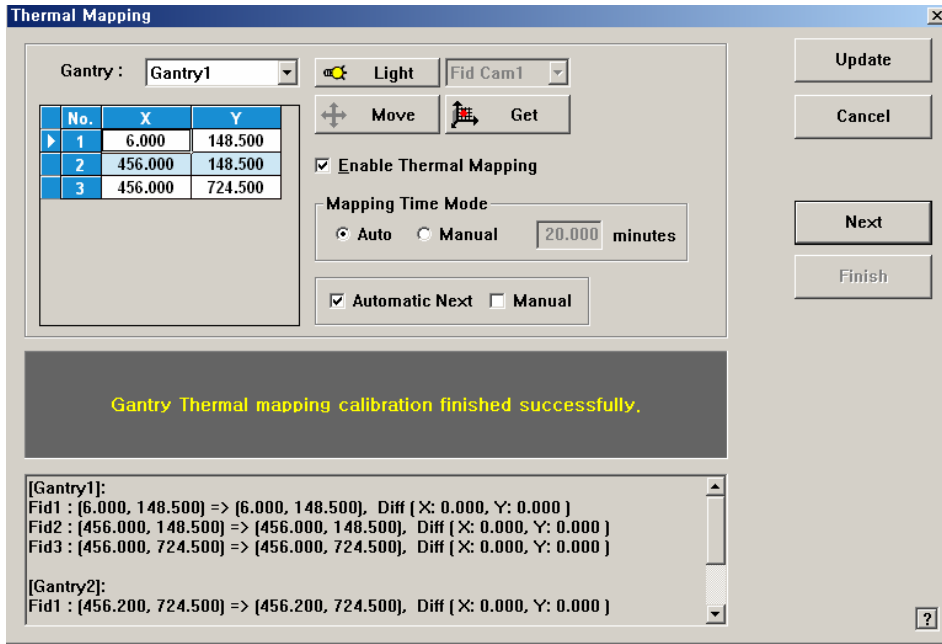 Thermal Mapping
Gantry : Gantry1
Light Fid Cam1
Move Get
No. X Y
1 6.000 148.500
2 456.000 148.500
3 456.000 724.500
Enable Thermal Mapping
Mapping Time Mode
Auto Manual 20.000 minutes
Automatic Next Manual
Update
Cancel
Next
Finish
Gantry Thermal mapping calibration finished successfully.
[Gantry1]:
Fid1 : (6.000, 148.500) => (6.000, 148.500), Diff ( X: 0.000, Y: 0.000 )
Fid2 : (456.000, 148.500) => (456.000, 148.500), Diff ( X: 0.000, Y: 0.000 )
Fid3 : (456.000, 724.500) => (456.000, 724.500), Diff ( X: 0.000, Y: 0.000 )
[Gantry2]:
Fid1 : (456.200, 724.500) => (456.200, 724.500), Diff ( X: 0.000, Y: 0.000 )
?